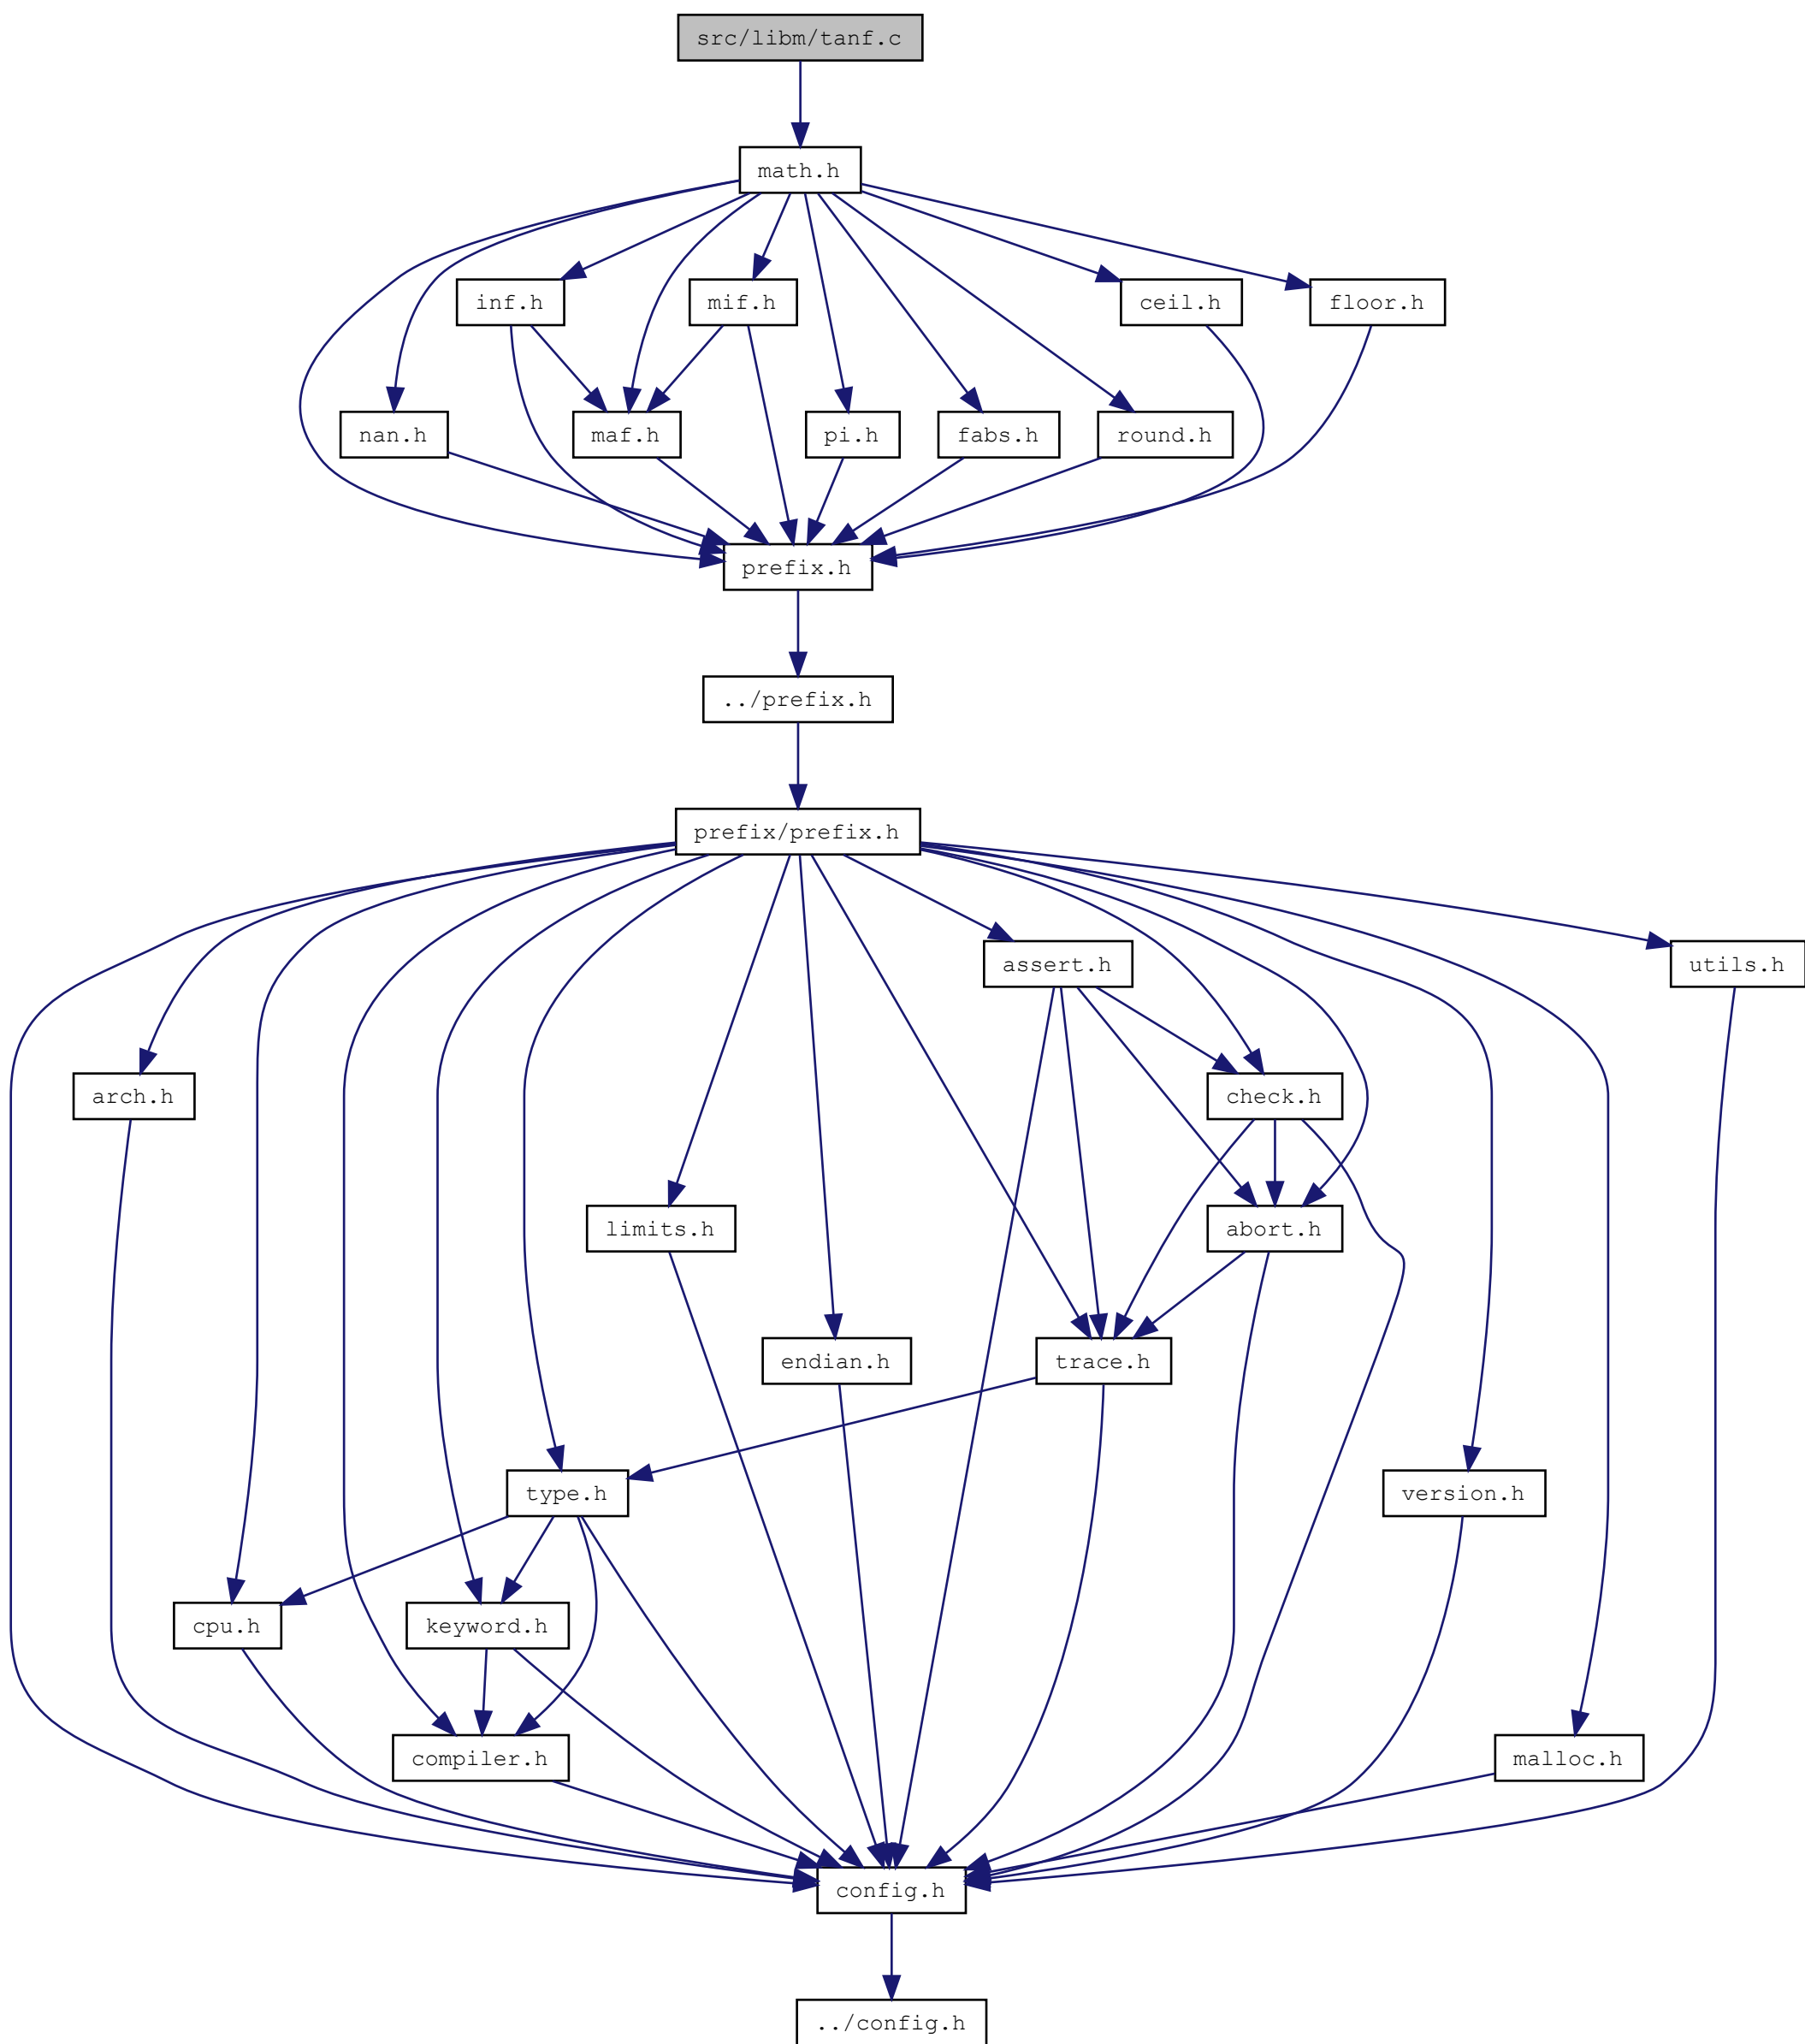 src/libm/tanf.c
math.h
inf.h
mif.h
ceil.h
floor.h
nan.h
maf.h
pi.h
fabs.h
round.h
prefix.h
../prefix.h
prefix/prefix.h
assert.h
utils.h
arch.h
check.h
limits.h
abort.h
endian.h
trace.h
type.h
version.h
cpu.h
keyword.h
compiler.h
malloc.h
config.h
../config.h